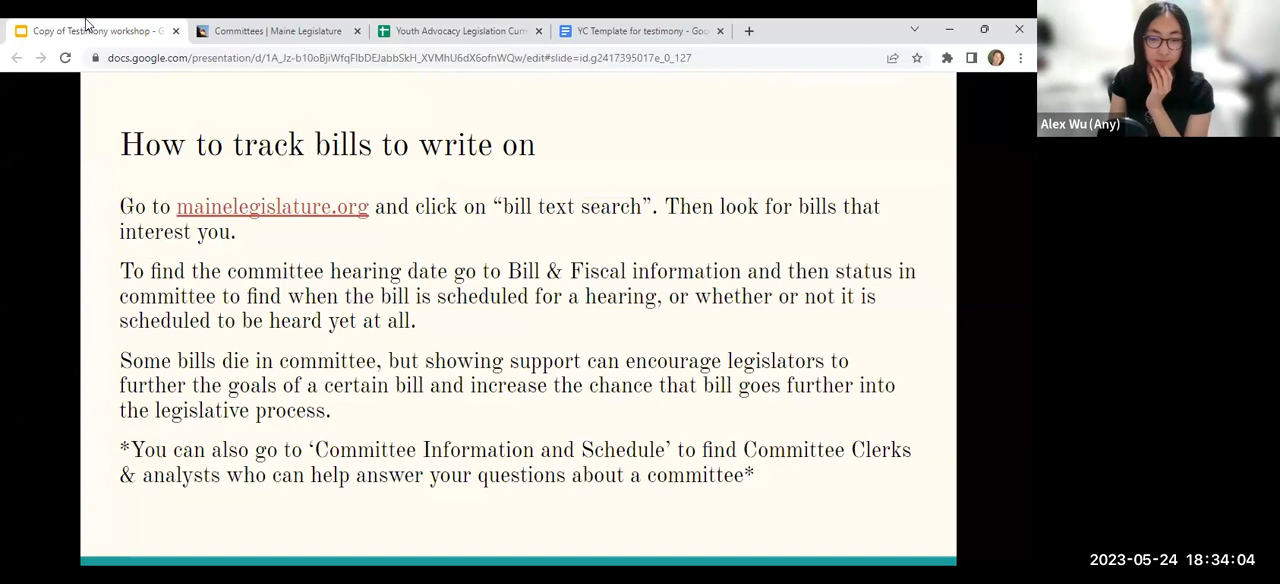 Copy of Testimony workshop - G
Committees | Maine Legislature
Youth Advocacy Legislation Curr
YC Template for testimony - Goo
docs.google.com/presentation/d/1A_Jz-b10oBjiWfqFlbDEJabbSkH_XVMhU6dX6ofnWQw/edit#slide=id.g2417395017e_0_127
Alex Wu (Any)
How to track bills to write on
Go to mainelegislature.org and click on “bill text search”. Then look for bills that
interest you.
To find the committee hearing date go to Bill & Fiscal information and then status in
committee to find when the bill is scheduled for a hearing, or whether or not it is
scheduled to be heard yet at all.
Some bills die in committee, but showing support can encourage legislators to
further the goals of a certain bill and increase the chance that bill goes further into
the legislative process.
*You can also go to ‘Committee Information and Schedule’ to find Committee Clerks
& analysts who can help answer your questions about a committee*
2023-05-24 18:34:04